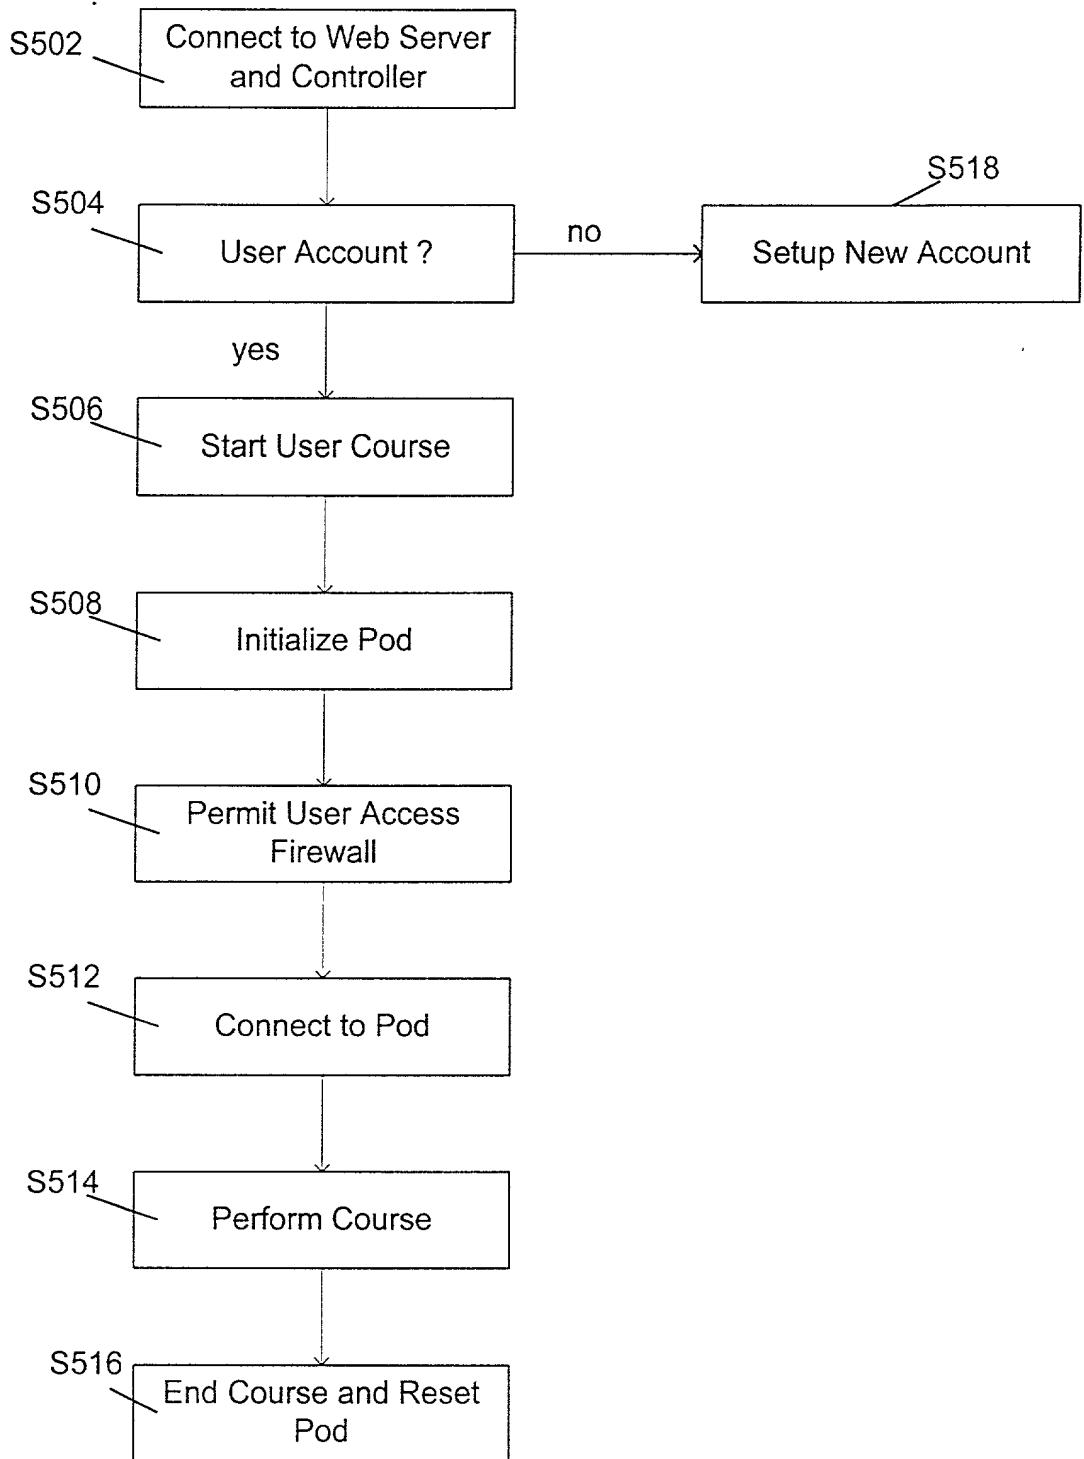 S502
Connect to Web Server
and Controller
S504
User Account ?
no
S518
Setup New Account
yes
S506
Start User Course
S508
Initialize Pod
S510
Permit User Access
Firewall
S512
Connect to Pod
S514
Perform Course
S516
End Course and Reset
Pod